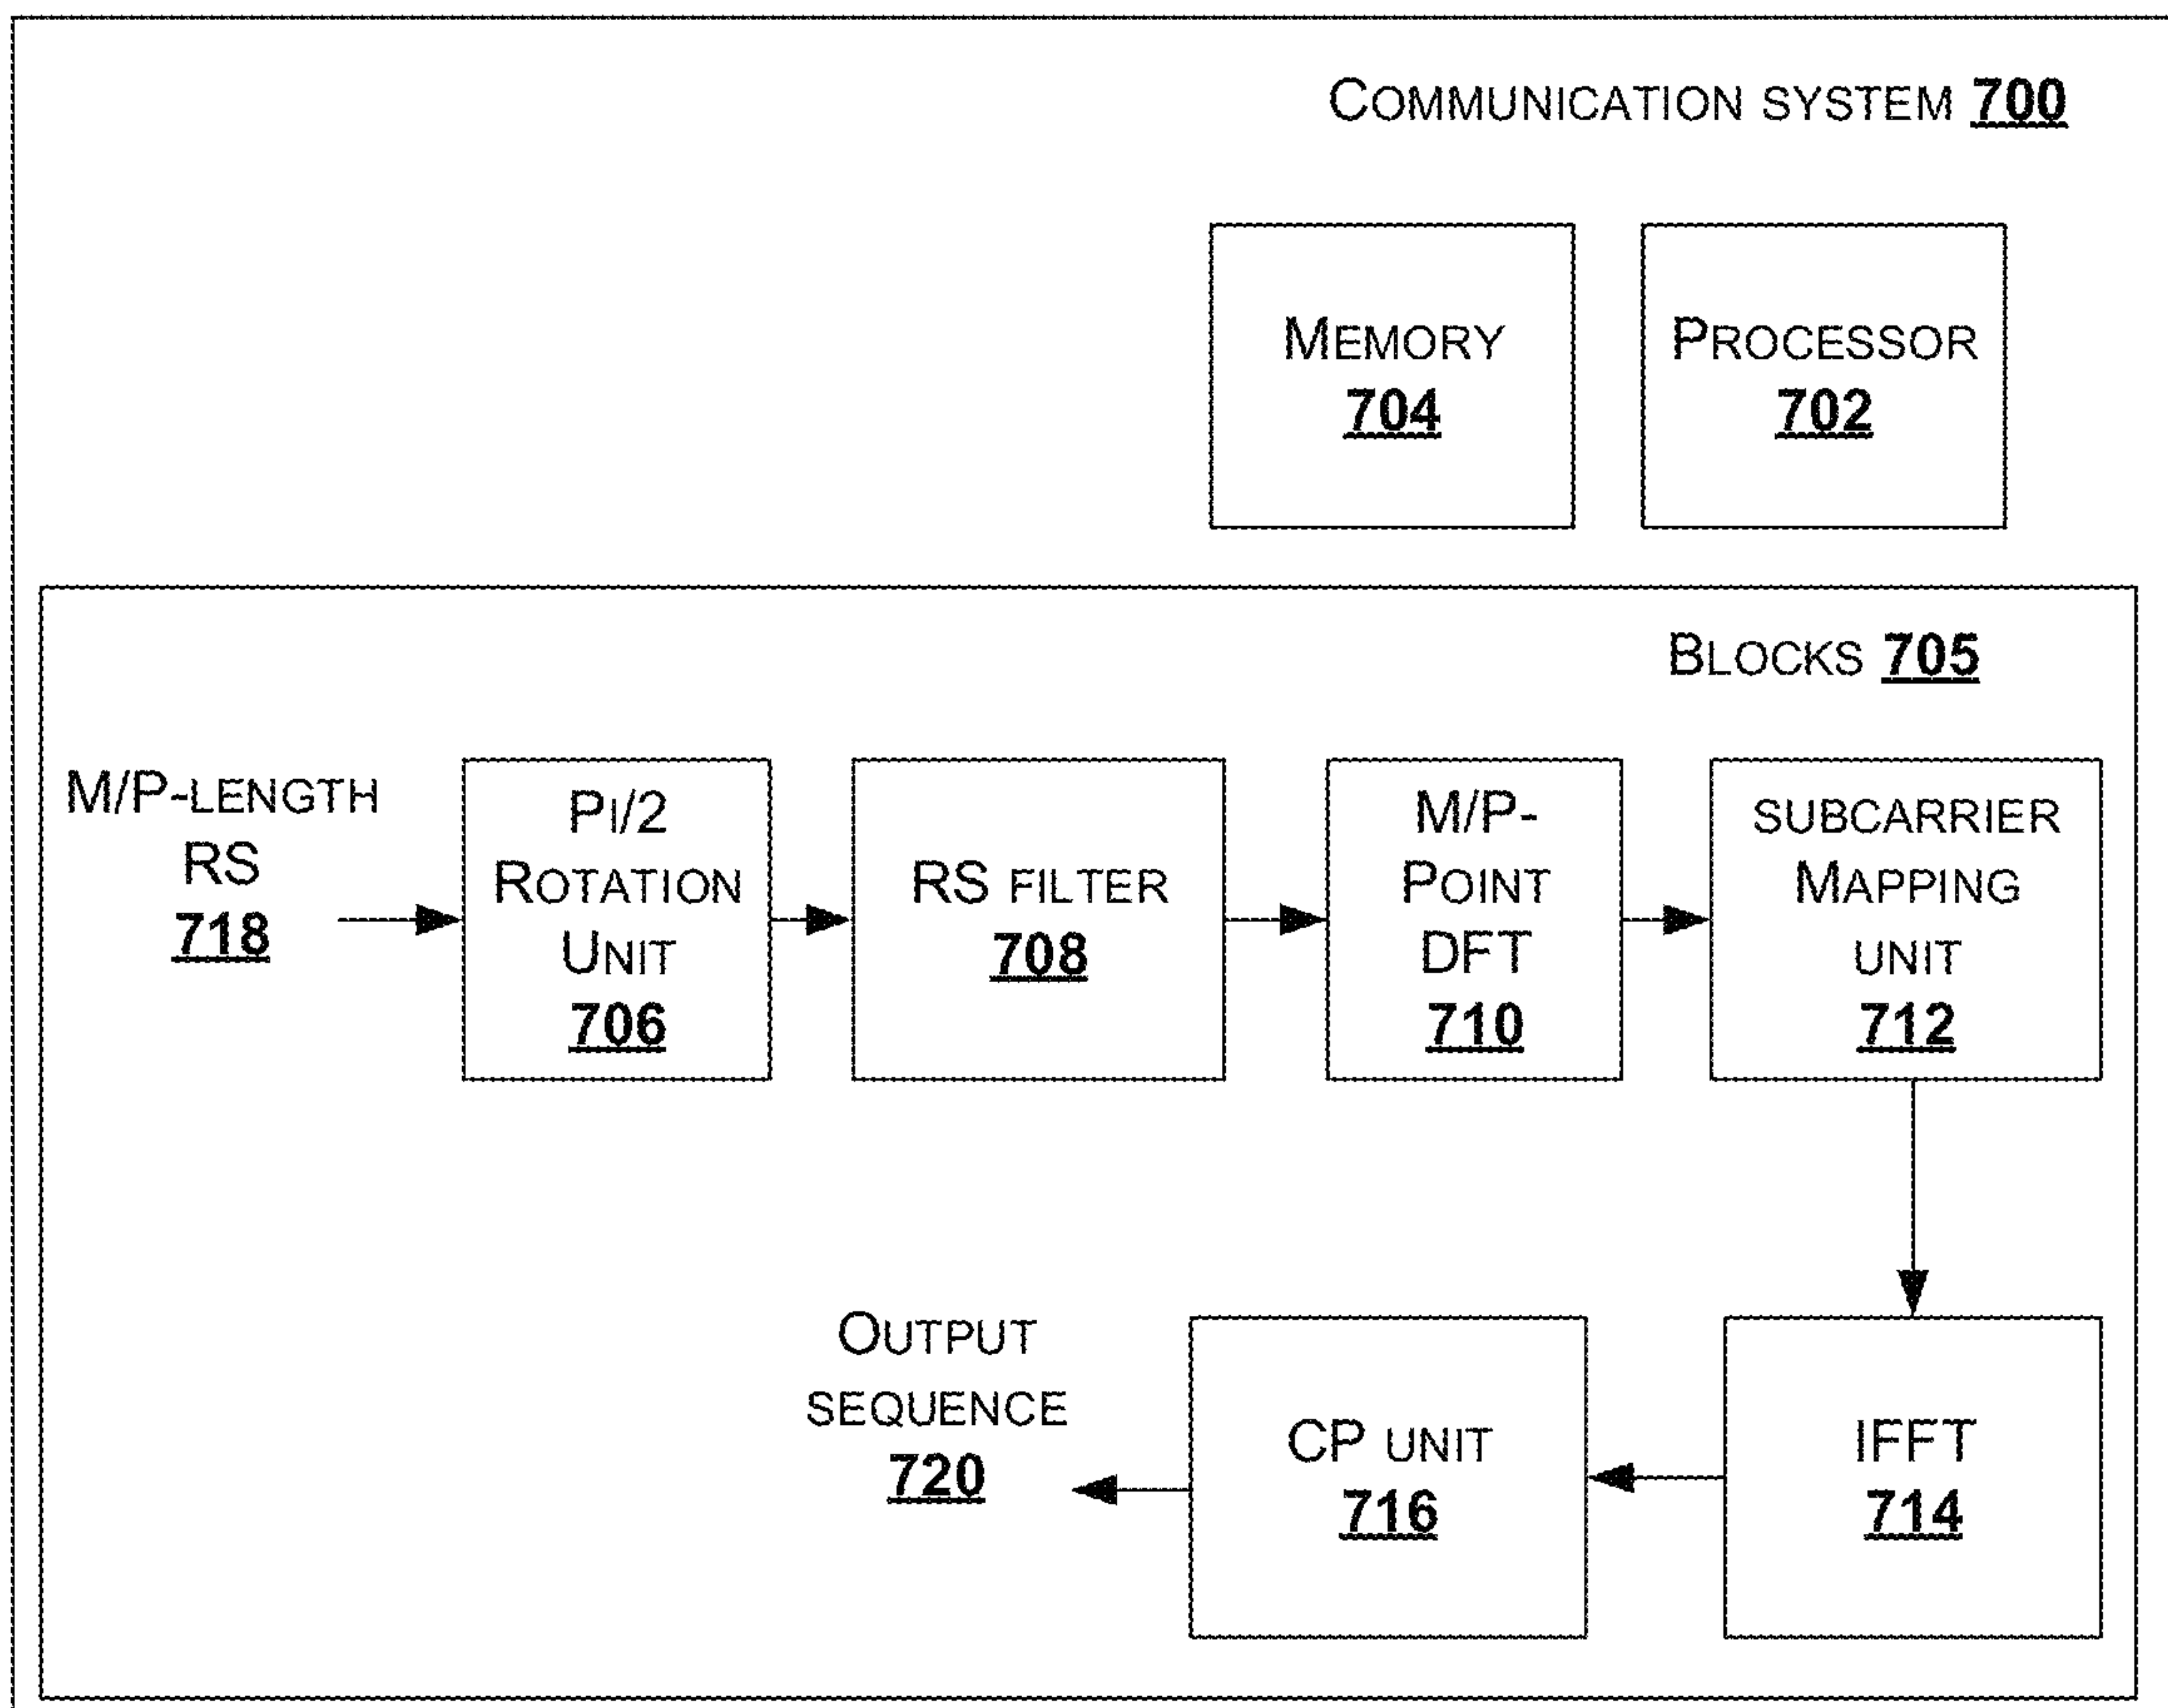 COMMUNICATION SYSTEM 700
MEMORY
704
PROCESSOR
702
BLOCKS 705
M/P-LENGTH
RS
718
PI/2
ROTATION
UNIT
706
RS FILTER
708
M/P-
POINT
DFT
710
SUBCARRIER
MAPPING
UNIT
712
OUTPUT
SEQUENCE
720
CP UNIT
716
IFFT
714